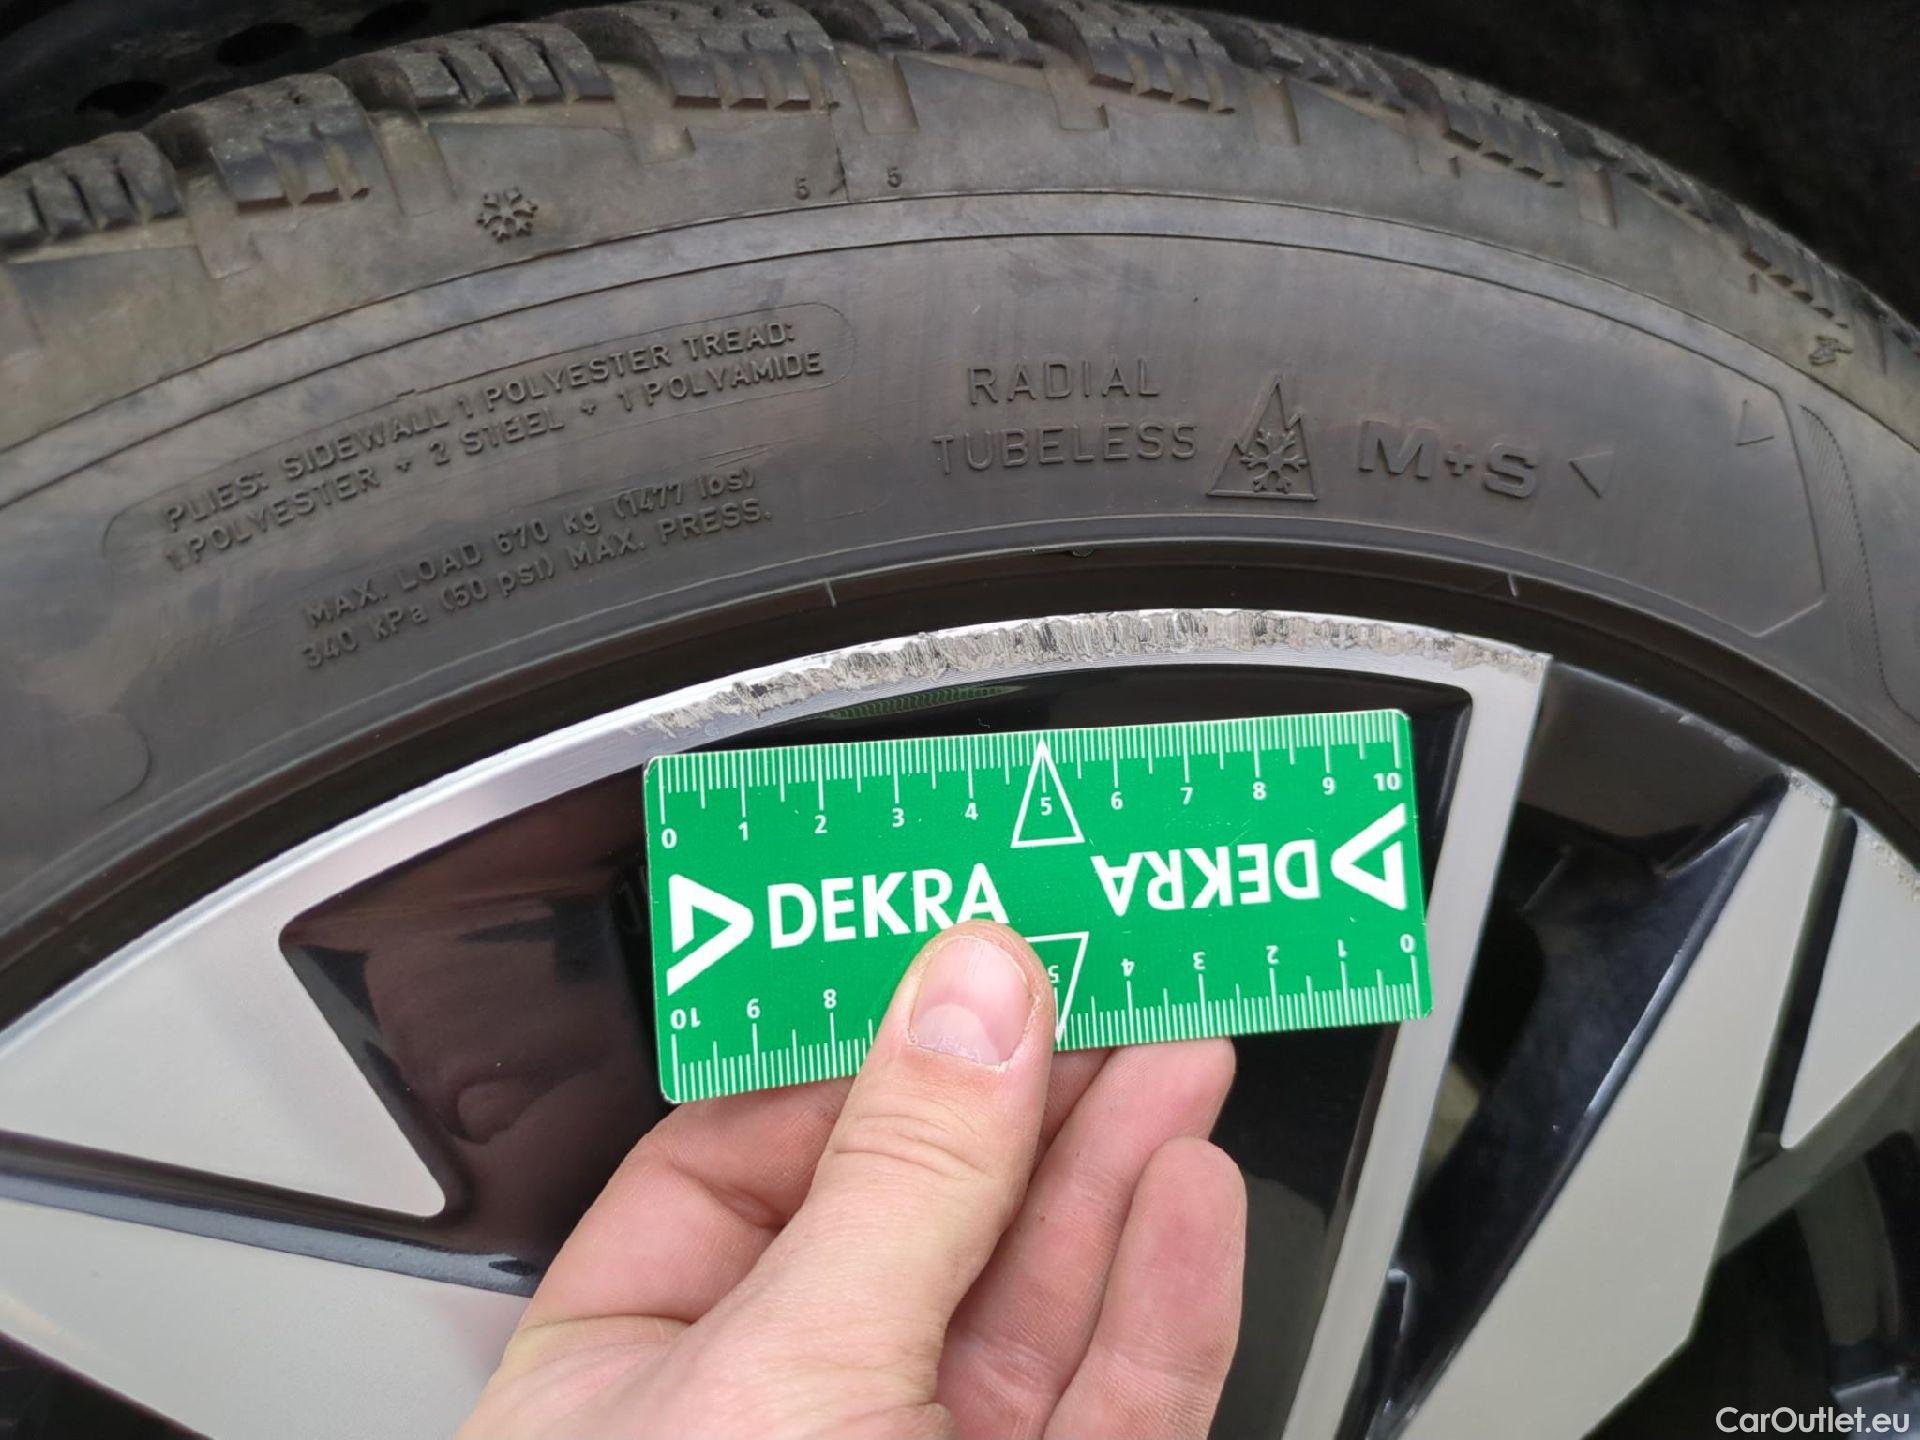 5 5
PLIES: SIDEWALL 1 POLYESTER TREAD:
1 POLYESTER + 2 STEEL + 1 POLYAMIDE
MAX. LOAD 670 kg (1477 lbs)
340 kPa (50 psi) MAX. PRESS.
RADIAL
TUBELESS
M+S
0 1 2 3 4 5 6 7 8 9 10
DEKRA DEKRA
10 9 8 5 4 3 2 1 0
CarOutlet.eu